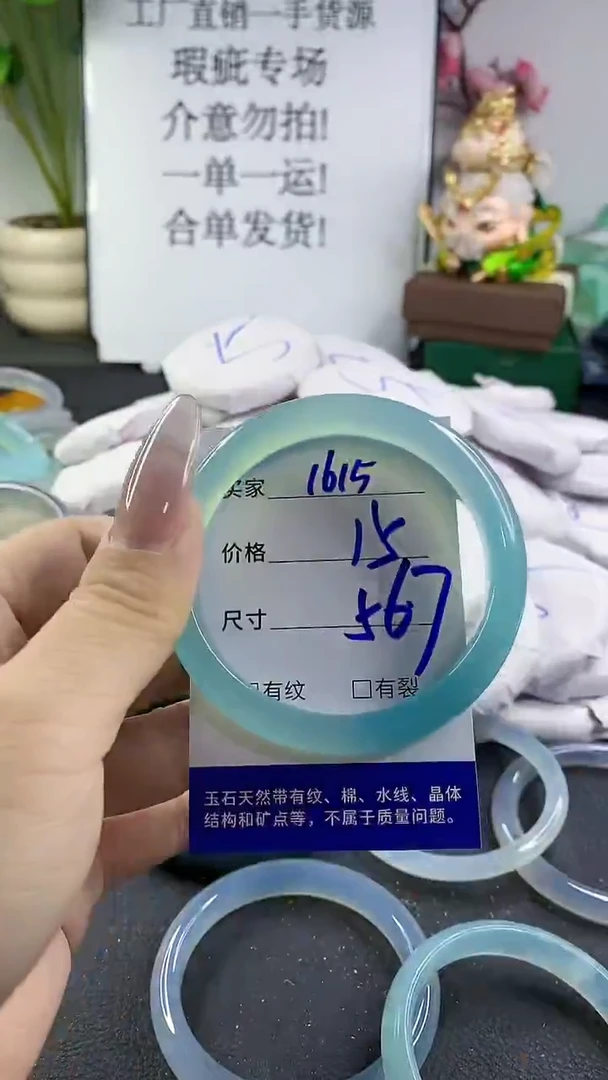 工厂直销一手货源
瑕疵专场
介意勿拍!
一单一运!
合单发货!
买家 1615
价格 15
尺寸 567
□有纹 □有裂
玉石天然带有纹、棉、水线、晶体
结构和矿点等，不属于质量问题。
15